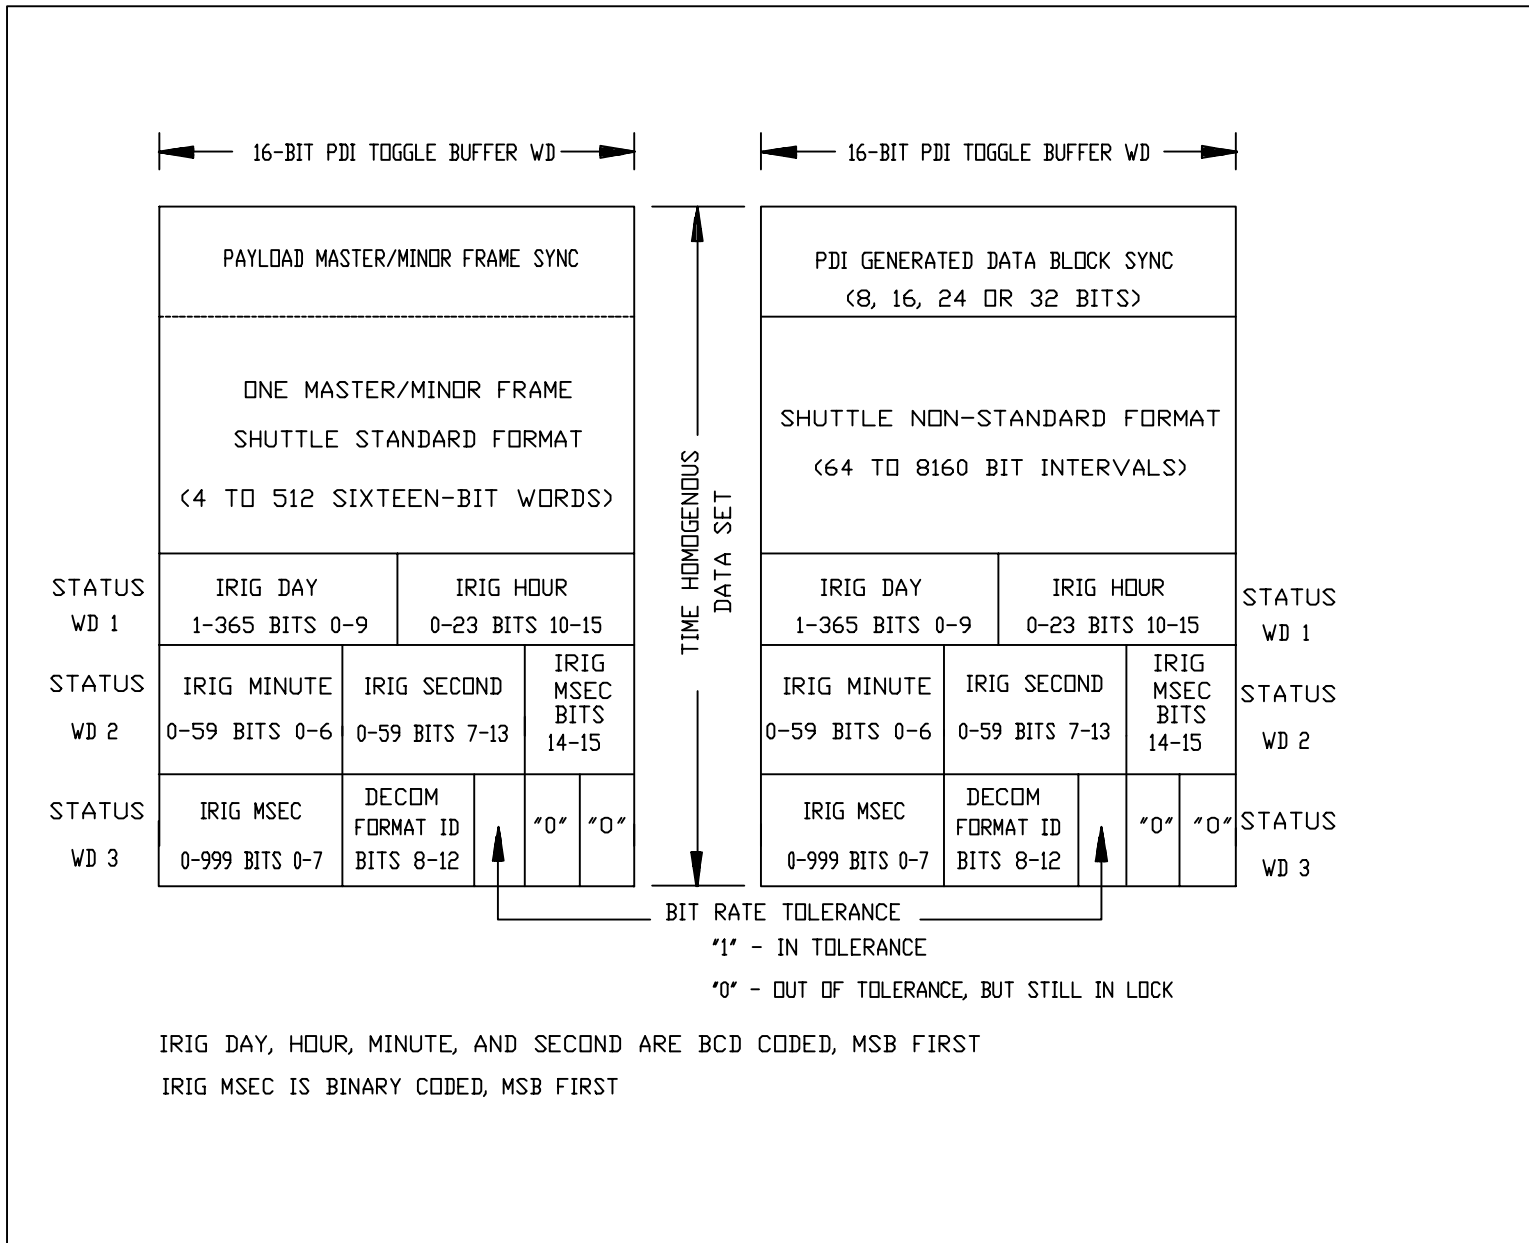 16-BIT PDI TOGGLE BUFFER WD
PAYLOAD MASTER/MINOR FRAME SYNC
ONE MASTER/MINOR FRAME
SHUTTLE STANDARD FORMAT
(4 TO 512 SIXTEEN-BIT WORDS)
STATUS
WD 1
IRIG DAY
1-365 BITS 0-9
IRIG HOUR
0-23 BITS 10-15
STATUS
WD 2
IRIG MINUTE
0-59 BITS 0-6
IRIG SECOND
0-59 BITS 7-13
IRIG
MSEC
BITS
14-15
STATUS
WD 3
IRIG MSEC
0-999 BITS 0-7
DECOM
FORMAT ID
BITS 8-12
"0"
"0"
TIME HOMOGENOUS
DATA SET
16-BIT PDI TOGGLE BUFFER WD
PDI GENERATED DATA BLOCK SYNC
(8, 16, 24 OR 32 BITS)
SHUTTLE NON-STANDARD FORMAT
(64 TO 8160 BIT INTERVALS)
IRIG DAY
1-365 BITS 0-9
IRIG HOUR
0-23 BITS 10-15
STATUS
WD 1
IRIG MINUTE
0-59 BITS 0-6
IRIG SECOND
0-59 BITS 7-13
IRIG
MSEC
BITS
14-15
STATUS
WD 2
IRIG MSEC
0-999 BITS 0-7
DECOM
FORMAT ID
BITS 8-12
"0"
"0"
STATUS
WD 3
BIT RATE TOLERANCE
"1" - IN TOLERANCE
"0" - OUT OF TOLERANCE, BUT STILL IN LOCK
IRIG DAY, HOUR, MINUTE, AND SECOND ARE BCD CODED, MSB FIRST
IRIG MSEC IS BINARY CODED, MSB FIRST